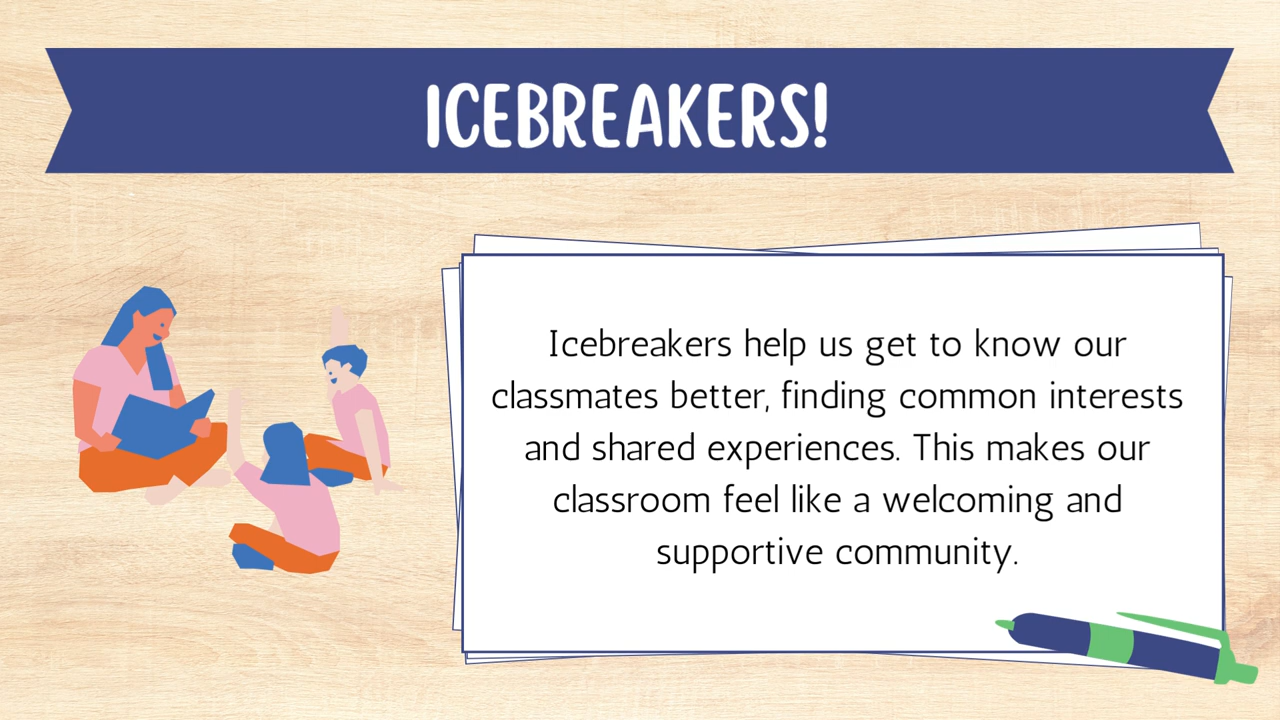 ICEBREAKERS!
Icebreakers help us get to know our
classmates better, finding common interests
and shared experiences. This makes our
classroom feel like a welcoming and
supportive community.